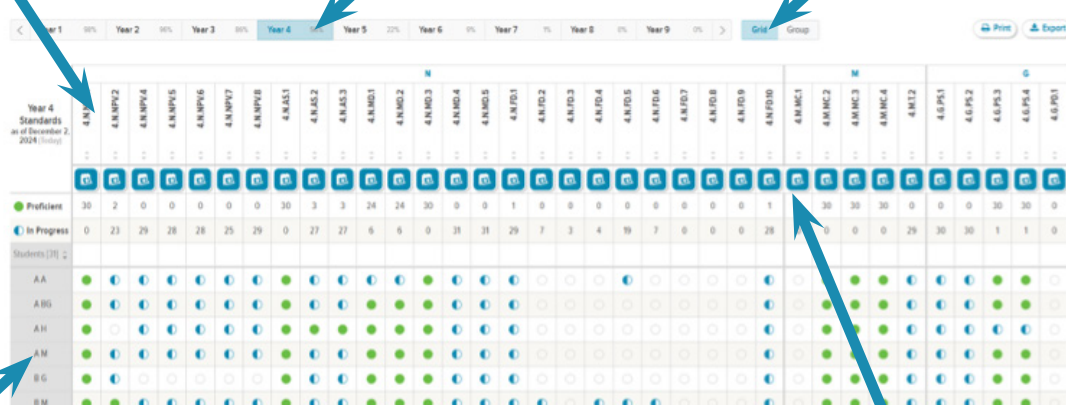 Year 2 96% Year 3 86% Year 4 Year 5 22% Year 6 Year 7 1% Year 8 0% Year 9 0% Grid Group Print Export
N M G
Year 4
Standards
as of December 2,
2024 (Today)
4.N.NPV.2 4.N.NPV.4 4.N.NPV.5 4.N.NPV.6 4.N.NPV.7 4.N.NPV.8 4.N.AS.1 4.N.AS.2 4.N.AS.3 4.N.MD.1 4.N.MD.2 4.N.MD.3 4.N.MD.4 4.N.MD.5 4.N.FD.1 4.N.FD.2 4.N.FD.3 4.N.FD.4 4.N.FD.5 4.N.FD.6 4.N.FD.7 4.N.FD.8 4.N.FD.9 4.N.FD.10 4.M.MC.1 4.M.MC.2 4.M.MC.3 4.M.MC.4 4.M.T.2 4.G.PS.1 4.G.PS.2 4.G.PS.3 4.G.PS.4 4.G.PD.1
Proficient 30 2 0 0 0 0 0 30 3 3 24 24 30 0 0 1 0 0 0 0 0 0 0 0 1 30 30 30 0 0 0 30 30 0
In Progress 0 23 29 28 28 25 29 0 27 27 6 6 0 31 31 29 7 3 4 19 7 0 0 0 28 0 0 0 29 30 30 1 1 0
Students (31)
A A
A BG
A H
A M
B G
B M